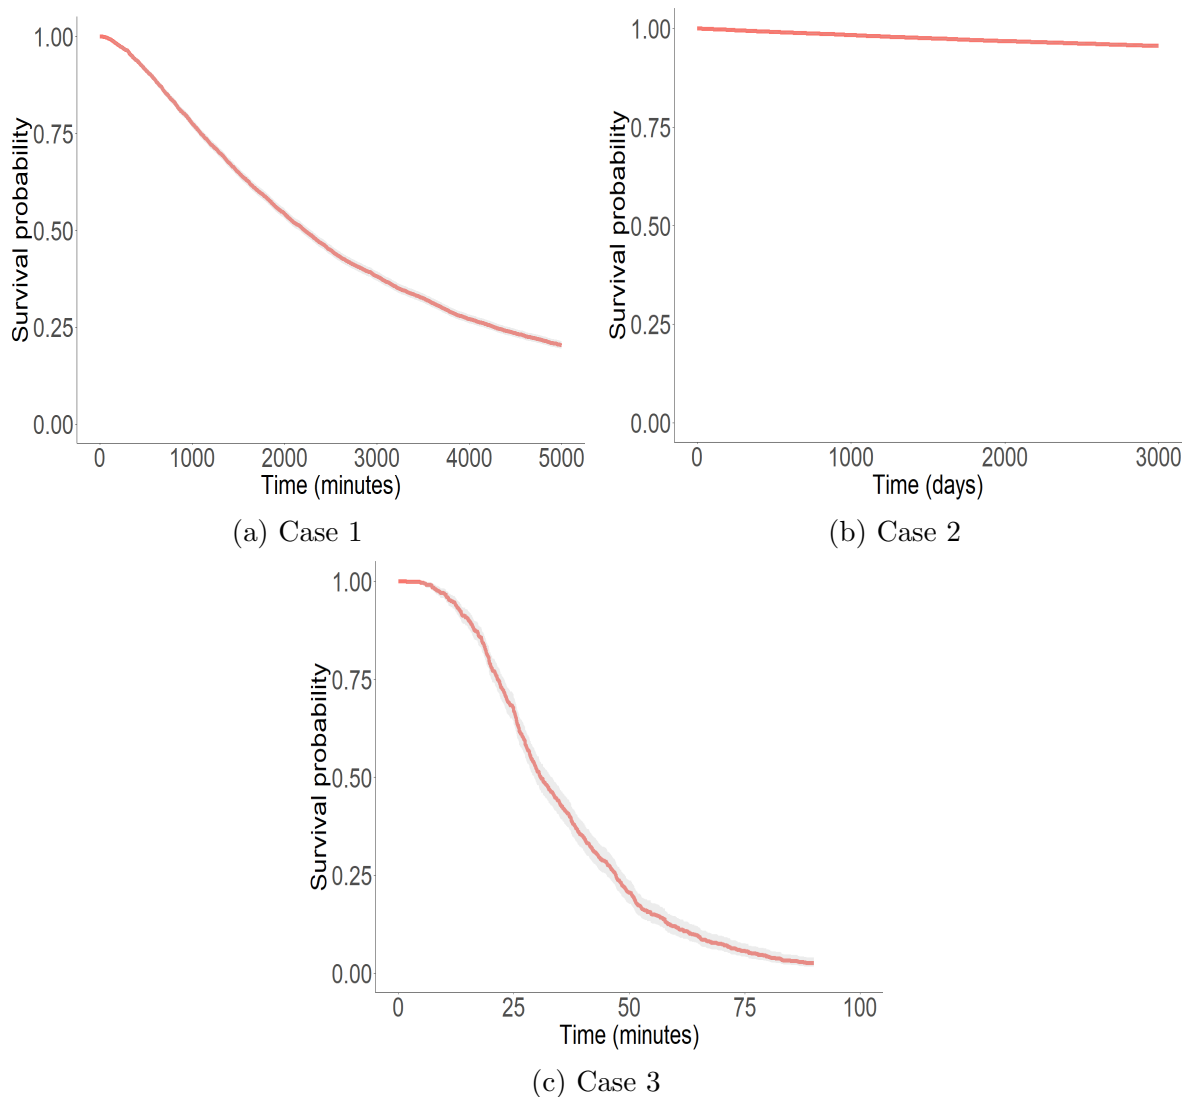 Survival probability
1.00
0.75
0.50
0.25
0.00
0 1000 2000 3000 4000 5000
Time (minutes)
(a) Case 1
Survival probability
1.00
0.75
0.50
0.25
0.00
0 1000 2000 3000
Time (days)
(b) Case 2
Survival probability
1.00
0.75
0.50
0.25
0.00
0 25 50 75 100
Time (minutes)
(c) Case 3